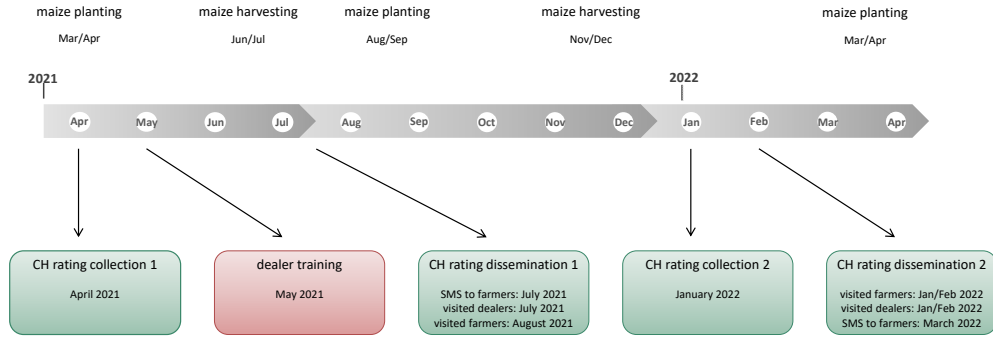 maize planting
Mar/Apr
maize harvesting
Jun/Jul
maize planting
Aug/Sep
maize harvesting
Nov/Dec
maize planting
Mar/Apr
2021
2022
Apr
May
Jun
Jul
Aug
Sep
Oct
Nov
Dec
Jan
Feb
Mar
Apr
CH rating collection 1
April 2021
dealer training
May 2021
CH rating dissemination 1
SMS to farmers: July 2021
visited dealers: July 2021
visited farmers: August 2021
CH rating collection 2
January 2022
CH rating dissemination 2
visited farmers: Jan/Feb 2022
visited dealers: Jan/Feb 2022
SMS to farmers: March 2022